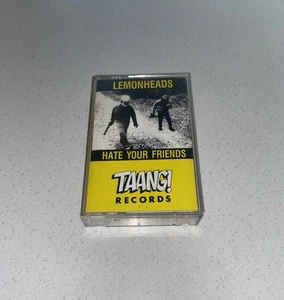 LEMONHEADS
HATE YOUR FRIENDS
TAANG!
RECORDS